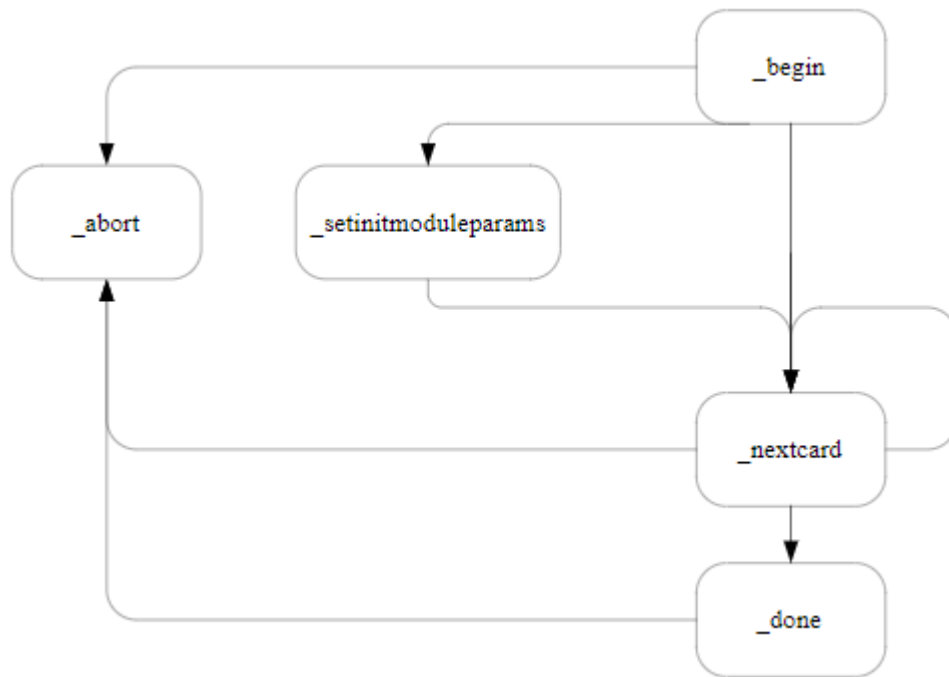 _begin
_abort
_setinitmoduleparams
_nextcard
_done